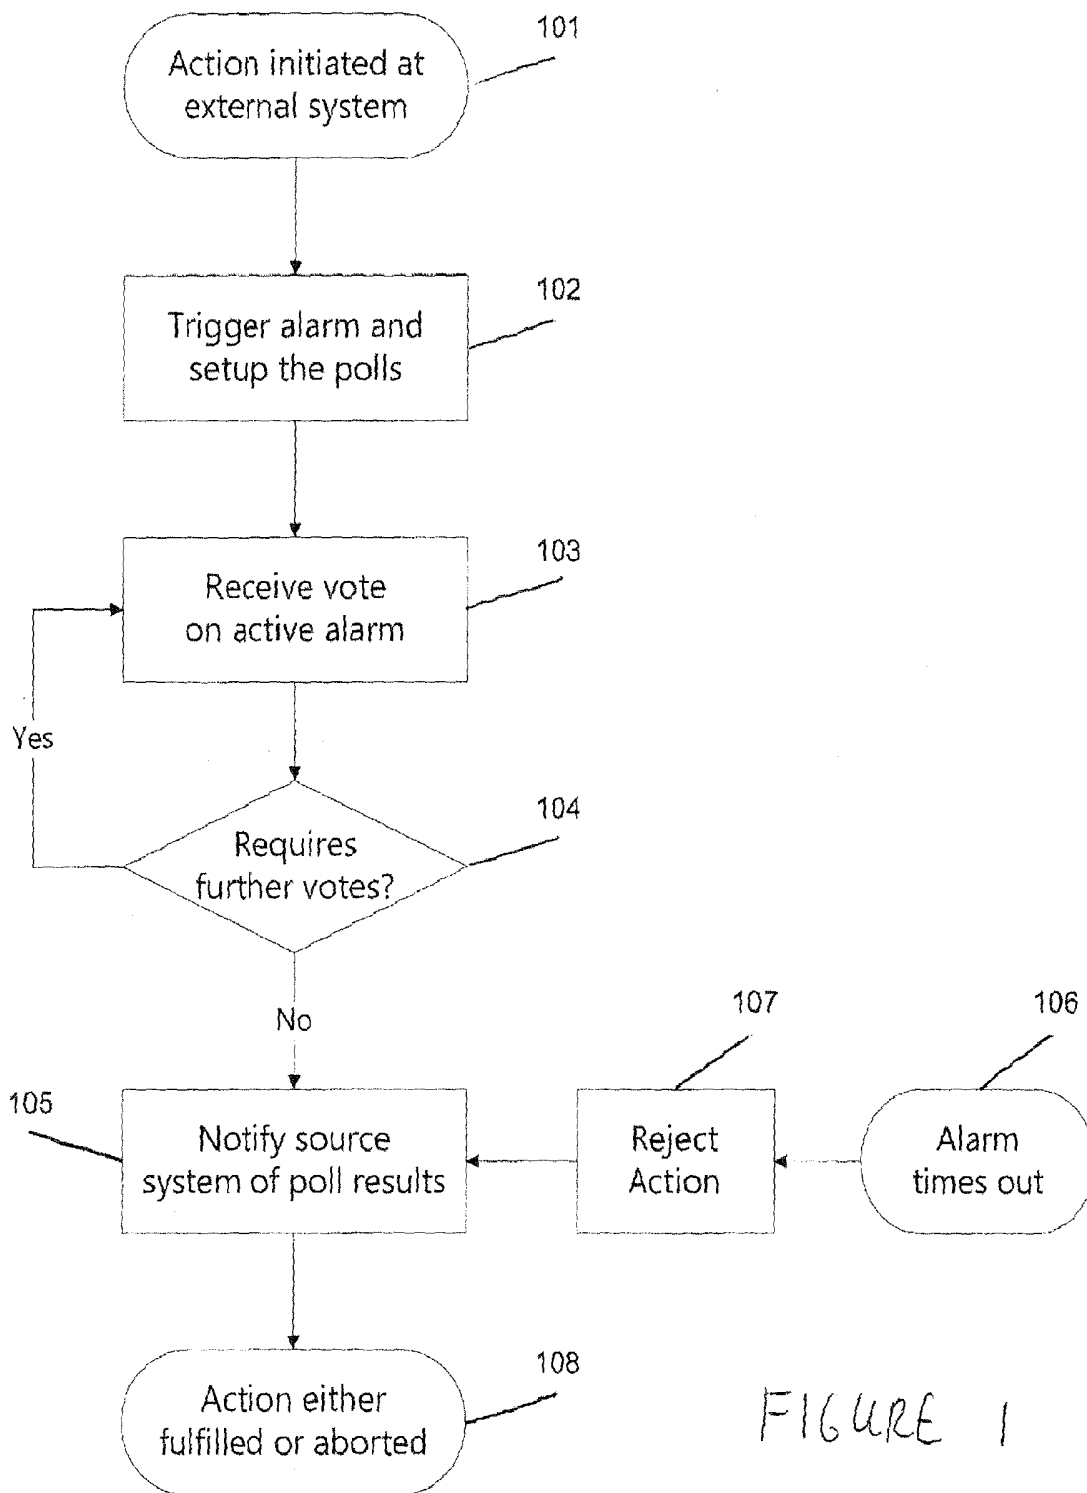 101
Action initiated at
external system
102
Trigger alarm and
setup the polls
103
Receive vote
on active alarm
Yes
104
Requires
further votes?
No
107
106
105
Notify source
system of poll results
Reject
Action
Alarm
times out
108
Action either
fulfilled or aborted
FIGURE 1